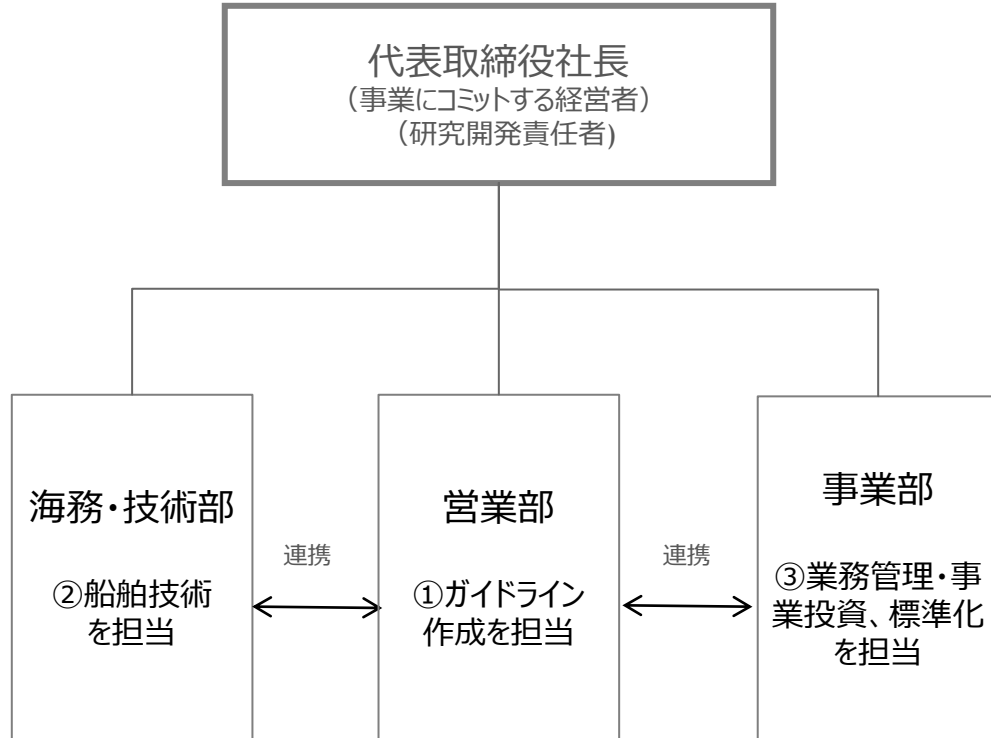 代表取締役社長
（事業にコミットする経営者）
（研究開発責任者)
海務・技術部
②船舶技術
を担当
連携
営業部
①ガイドライン
作成を担当
連携
事業部
③業務管理・事
業投資、標準化
を担当